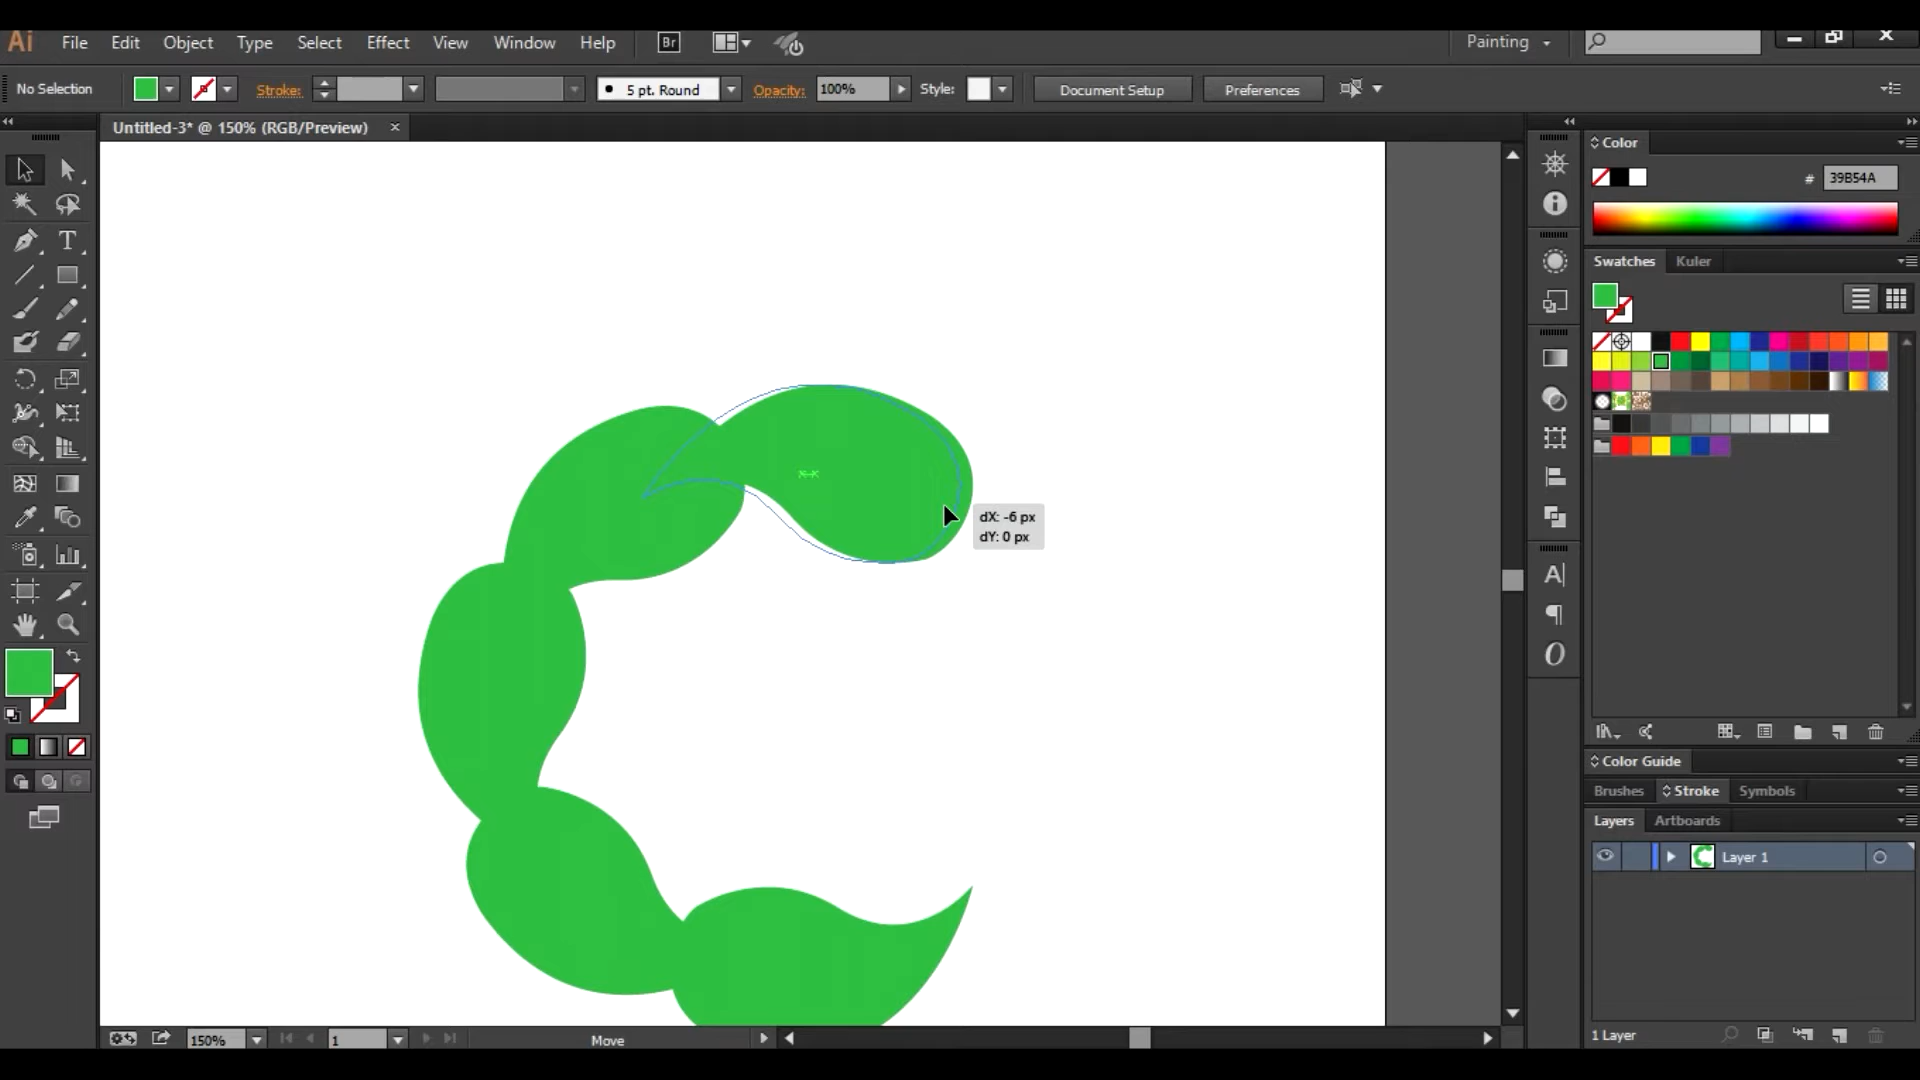 Ai File Edit Object Type Select Effect View Window Help Br Painting
No Selection Stroke: 5 pt. Round Opacity: 100% Style: Document Setup Preferences
Untitled-3* @ 150% (RGB/Preview) ×
Color
# 39B54A
Swatches Kuler
dX: -6 px
dY: 0 px
Color Guide
Brushes Stroke Symbols
Layers Artboards
Layer 1
1 Layer
150% 1 Move